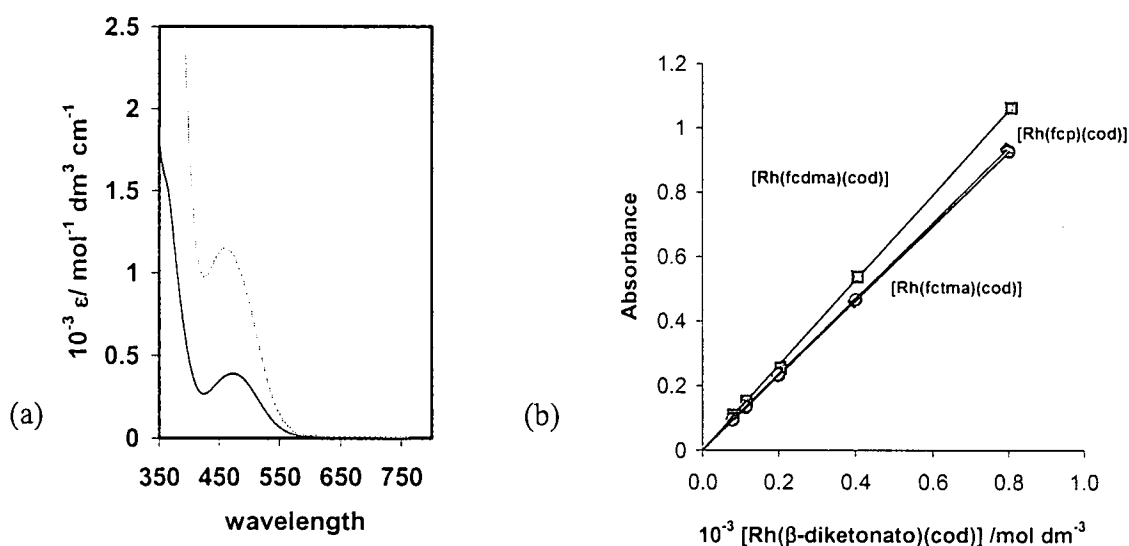 (a)
10⁻³ ε/ mol⁻¹ dm³ cm⁻¹
2.5
2
1.5
1
0.5
0
350 450 550 650 750
wavelength
(b)
Absorbance
1.2
1
0.8
0.6
0.4
0.2
0
[Rh(fcp)(cod)]
[Rh(fcdma)(cod)]
[Rh(fctma)(cod)]
0.0 0.2 0.4 0.6 0.8 1.0
10⁻³ [Rh(β-diketonato)(cod)] /mol dm⁻³